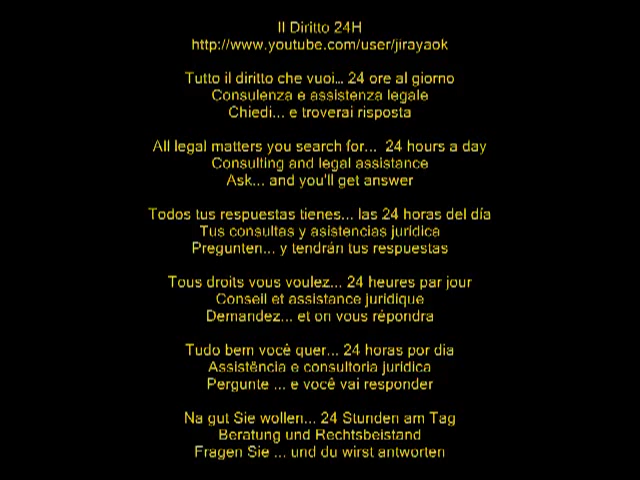 Il Diritto 24H
http://www.youtube.com/user/jirayaok
Tutto il diritto che vuoi... 24 ore al giorno
Consulenza e assistenza legale
Chiedi... e troverai risposta
All legal matters you search for... 24 hours a day
Consulting and legal assistance
Ask... and you'll get answer
Todos tus respuestas tienes... las 24 horas del día
Tus consultas y asistencias jurídica
Pregunten... y tendrán tus respuestas
Tous droits vous voulez... 24 heures par jour
Conseil et assistance juridique
Demandez... et on vous répondra
Tudo bem você quer... 24 horas por dia
Assistência e consultoria jurídica
Pergunte ... e você vai responder
Na gut Sie wollen... 24 Stunden am Tag
Beratung und Rechtsbeistand
Fragen Sie ... und du wirst antworten